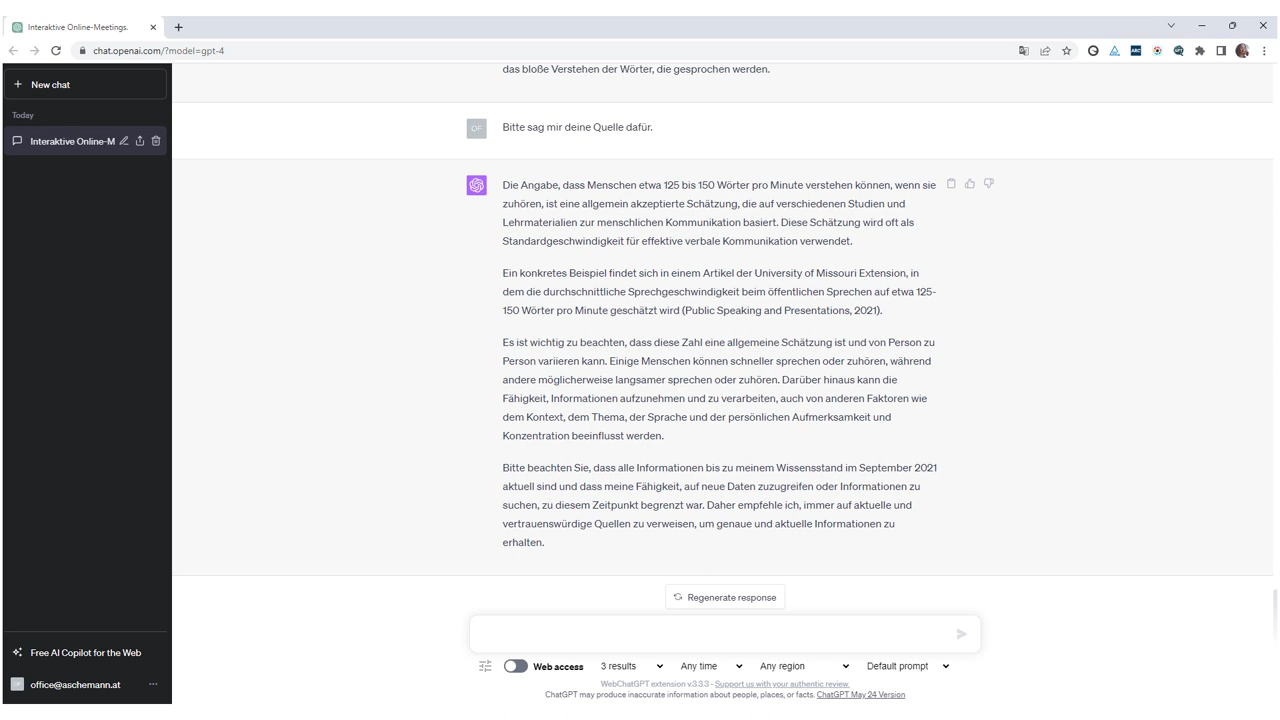 Interaktive Online-Meetings.
chat.openai.com/?model=gpt-4
ABC
New chat
Today
Interaktive Online-M
das bloße Verstehen der Wörter, die gesprochen werden.
OF
Bitte sag mir deine Quelle dafür.
Die Angabe, dass Menschen etwa 125 bis 150 Wörter pro Minute verstehen können, wenn sie
zuhören, ist eine allgemein akzeptierte Schätzung, die auf verschiedenen Studien und
Lehrmaterialien zur menschlichen Kommunikation basiert. Diese Schätzung wird oft als
Standardgeschwindigkeit für effektive verbale Kommunikation verwendet.
Ein konkretes Beispiel findet sich in einem Artikel der University of Missouri Extension, in
dem die durchschnittliche Sprechgeschwindigkeit beim öffentlichen Sprechen auf etwa 125-
150 Wörter pro Minute geschätzt wird (Public Speaking and Presentations, 2021).
Es ist wichtig zu beachten, dass diese Zahl eine allgemeine Schätzung ist und von Person zu
Person variieren kann. Einige Menschen können schneller sprechen oder zuhören, während
andere möglicherweise langsamer sprechen oder zuhören. Darüber hinaus kann die
Fähigkeit, Informationen aufzunehmen und zu verarbeiten, auch von anderen Faktoren wie
dem Kontext, dem Thema, der Sprache und der persönlichen Aufmerksamkeit und
Konzentration beeinflusst werden.
Bitte beachten Sie, dass alle Informationen bis zu meinem Wissensstand im September 2021
aktuell sind und dass meine Fähigkeit, auf neue Daten zuzugreifen oder Informationen zu
suchen, zu diesem Zeitpunkt begrenzt war. Daher empfehle ich, immer auf aktuelle und
vertrauenswürdige Quellen zu verweisen, um genaue und aktuelle Informationen zu
erhalten.
Regenerate response
Web access 3 results Any time Any region Default prompt
WebChatGPT extension v.3.3.3 - Support us with your authentic review.
ChatGPT may produce inaccurate information about people, places, or facts. ChatGPT May 24 Version
Free AI Copilot for the Web
OF office@aschemann.at